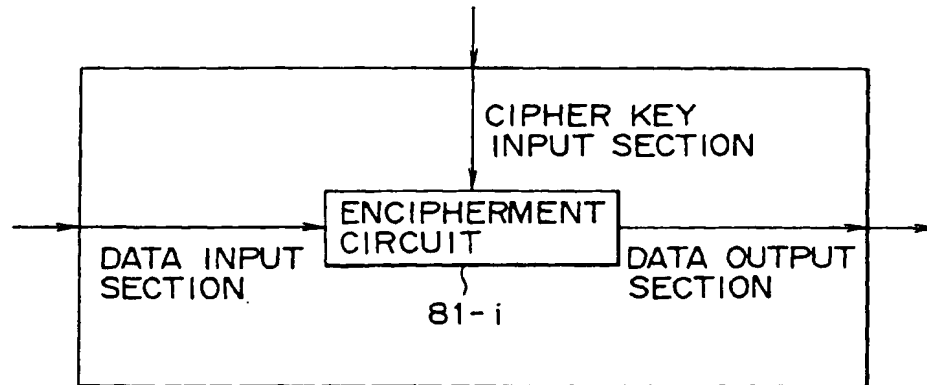 CIPHER KEY
INPUT SECTION
ENCIPHERMENT
CIRCUIT
DATA INPUT
SECTION
DATA OUTPUT
SECTION
81-i